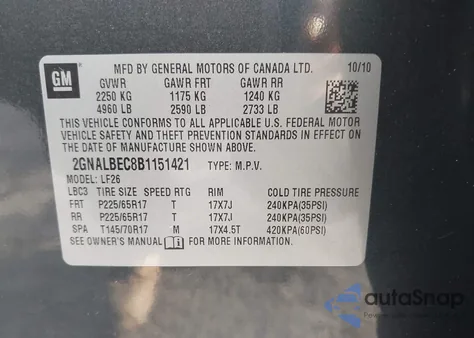 GM
MFD BY GENERAL MOTORS OF CANADA LTD. 10/10
GVWR GAWR FRT GAWR RR
2250 KG 1175 KG 1240 KG
4960 LB 2590 LB 2733 LB
THIS VEHICLE CONFORMS TO ALL APPLICABLE U.S. FEDERAL MOTOR
VEHICLE SAFETY AND THEFT PREVENTION STANDARDS IN EFFECT ON
THE DATE OF MANUFACTURE SHOWN ABOVE.
2GNALBEC8B1151421 TYPE: M.P.V.
MODEL: LF26
LBC3 TIRE SIZE SPEED RTG RIM COLD TIRE PRESSURE
FRT P225/65R17 T 17X7J 240KPA(35PSI)
RR P225/65R17 T 17X7J 240KPA(35PSI)
SPA T145/70R17 M 17X4.5T 420KPA(60PSI)
SEE OWNER'S MANUAL FOR MORE INFORMATION.
autoSnap